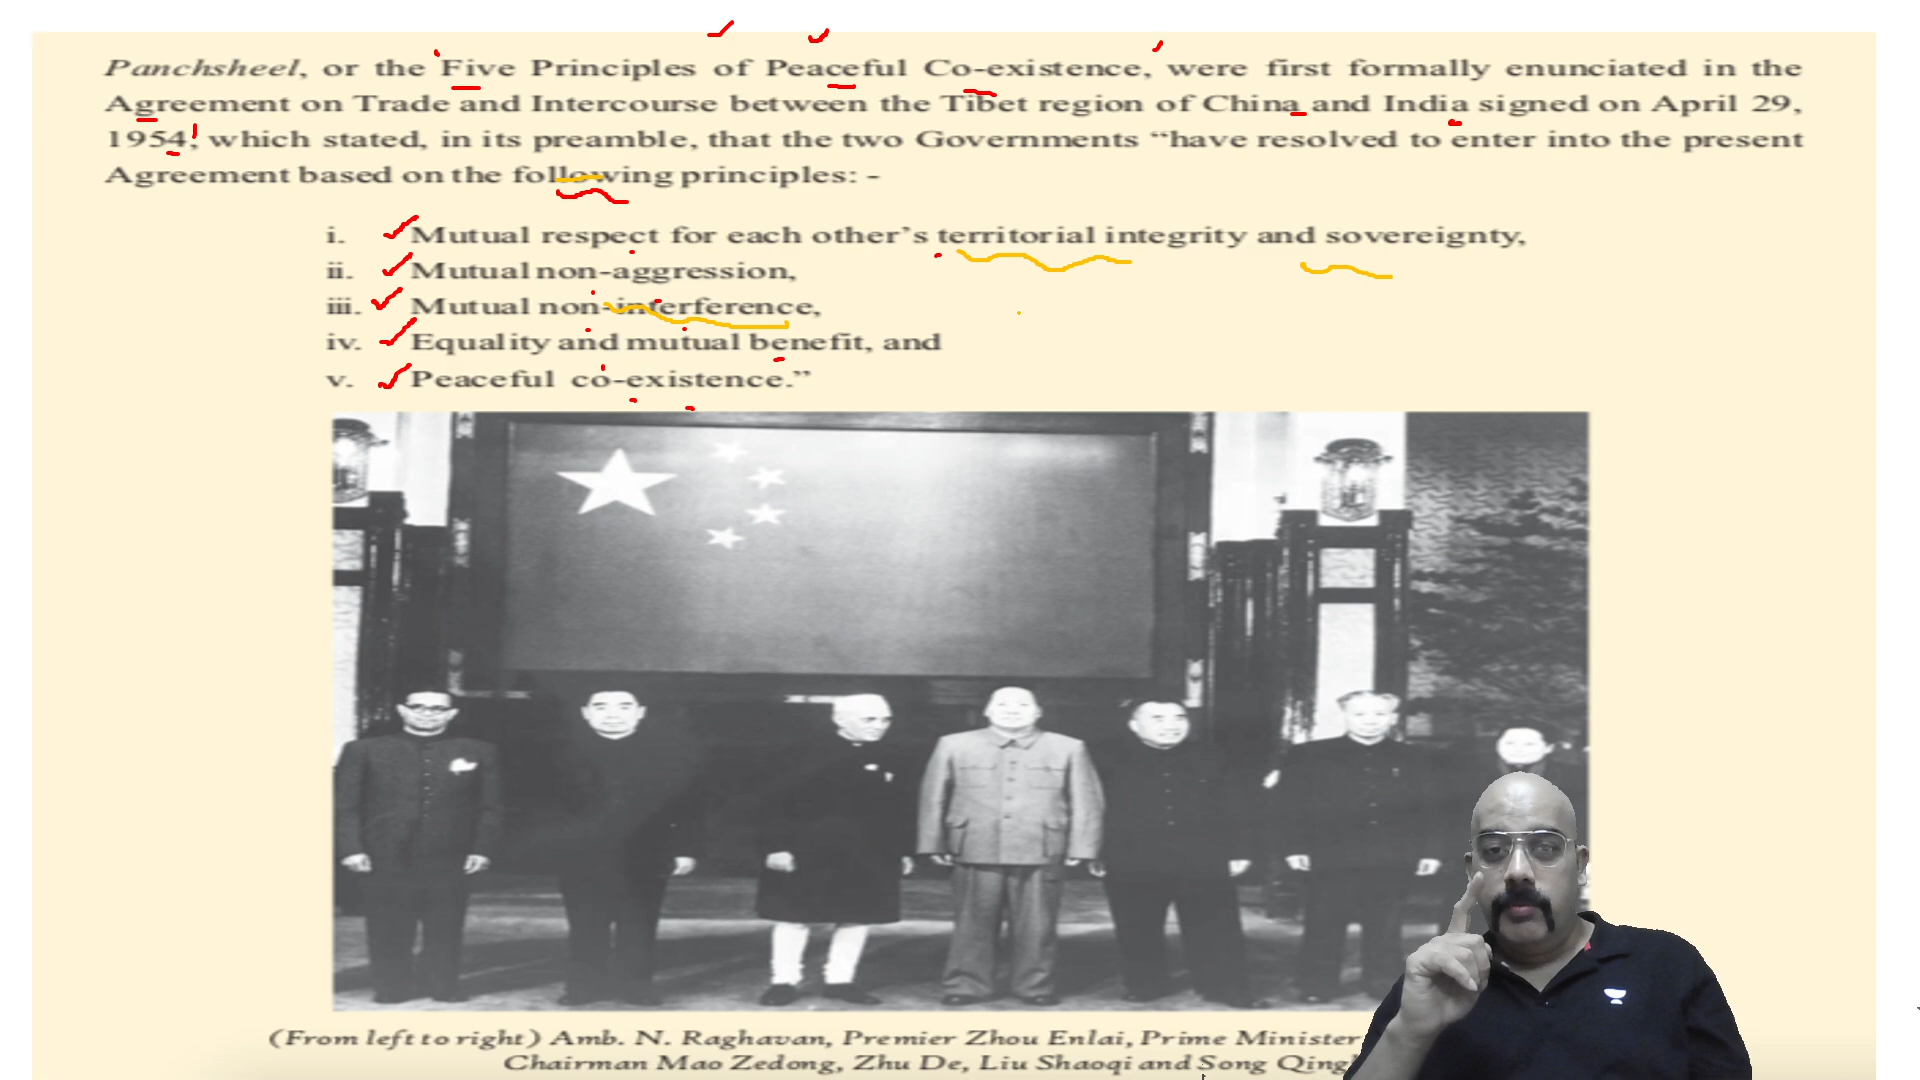 Panchsheel, or the Five Principles of Peaceful Co-existence, were first formally enunciated in the
Agreement on Trade and Intercourse between the Tibet region of China and India signed on April 29,
1954, which stated, in its preamble, that the two Governments “have resolved to enter into the present
Agreement based on the following principles: -
i. Mutual respect for each other’s territorial integrity and sovereignty,
ii. Mutual non-aggression,
iii. Mutual non-interference,
iv. Equality and mutual benefit, and
v. Peaceful co-existence.”
(From left to right) Amb. N. Raghavan, Premier Zhou Enlai, Prime Minister
Chairman Mao Zedong, Zhu De, Liu Shaoqi and Song